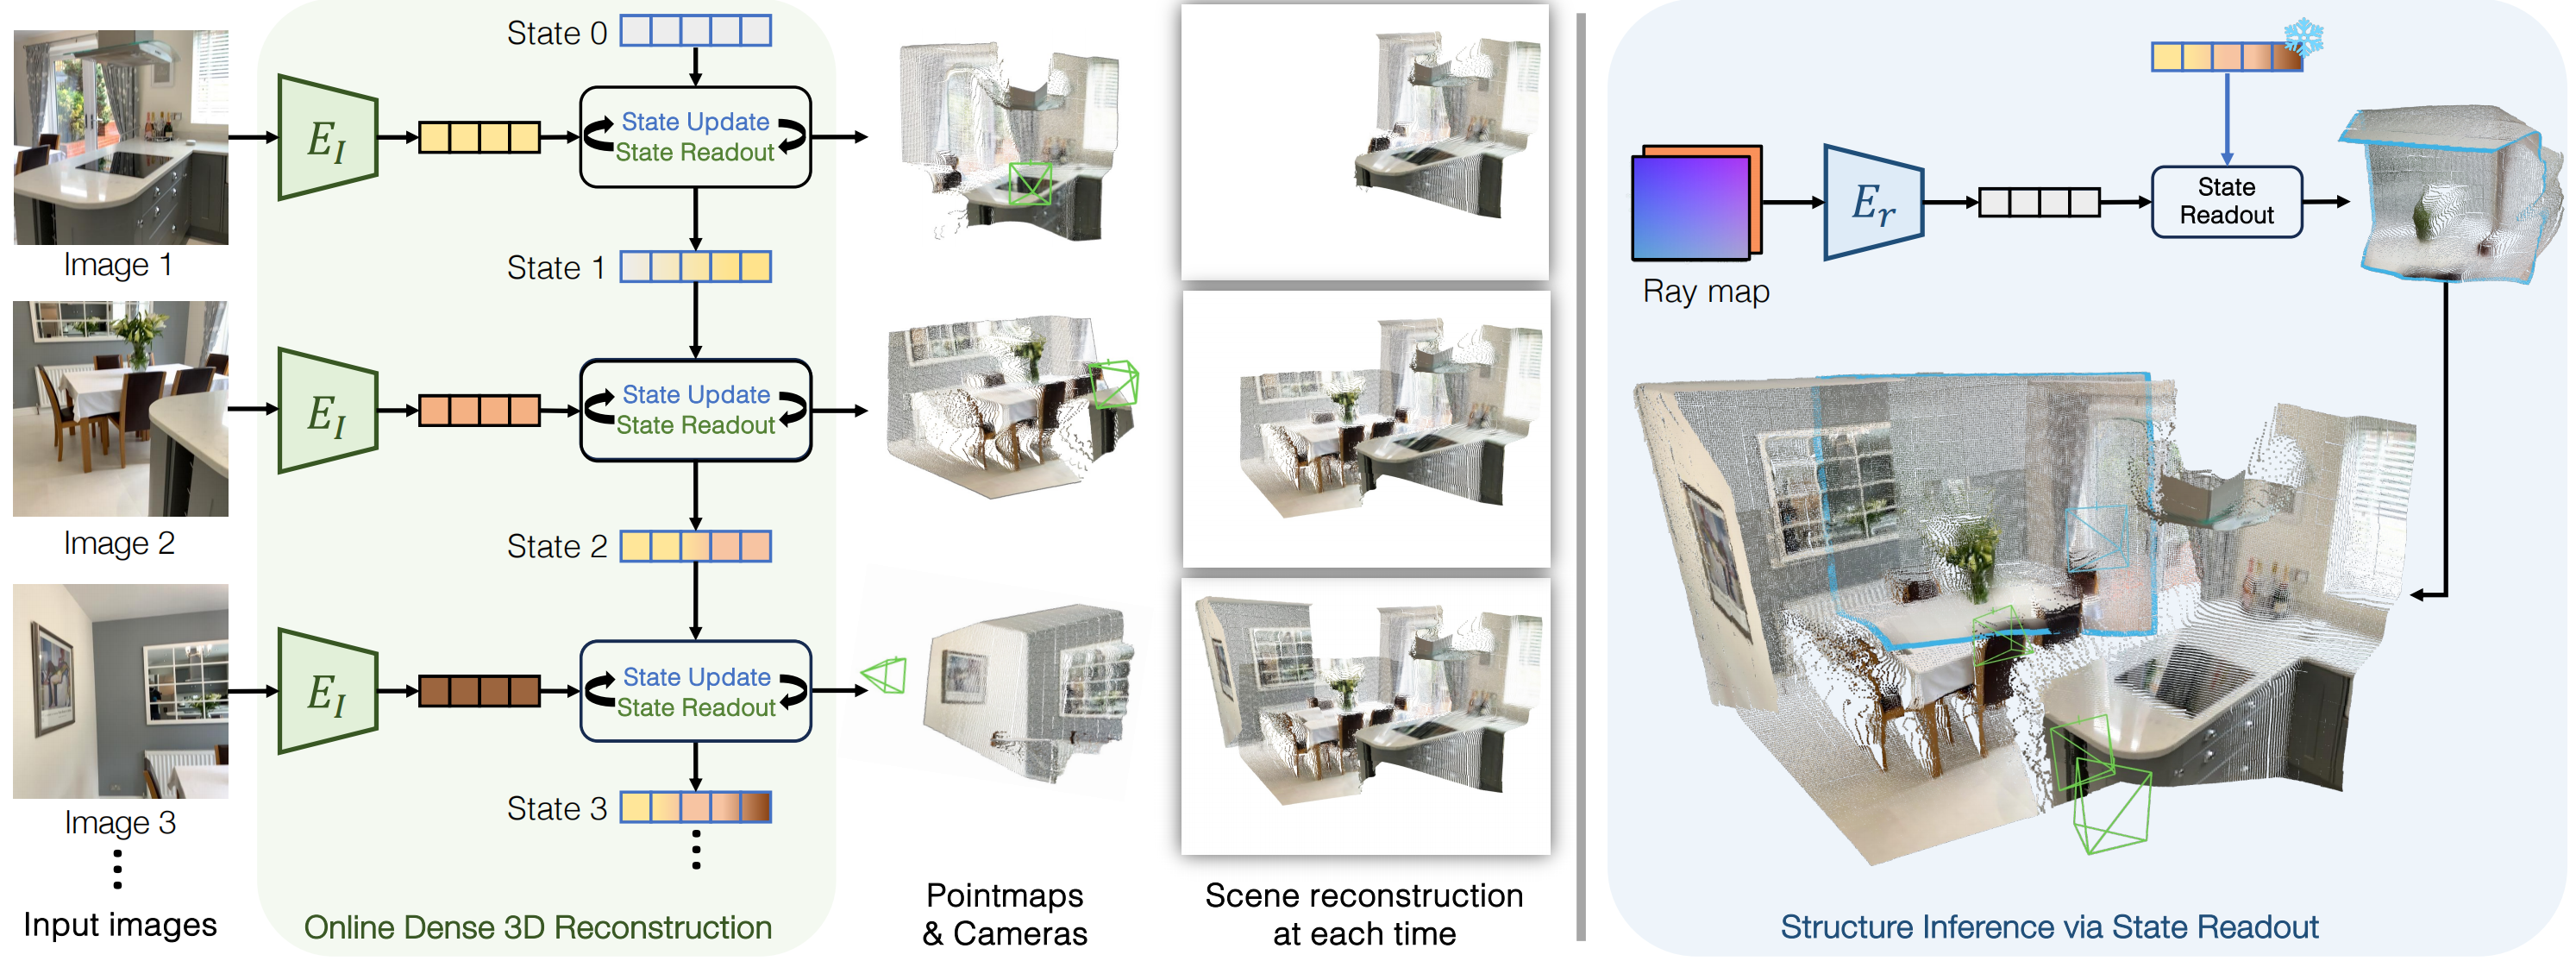 State 0
E_I
State Update
State Readout
Image 1
State 1
E_I
State Update
State Readout
Image 2
State 2
E_I
State Update
State Readout
Image 3
State 3
Input images
Online Dense 3D Reconstruction
Pointmaps
& Cameras
Scene reconstruction
at each time
E_r
State
Readout
Ray map
Structure Inference via State Readout